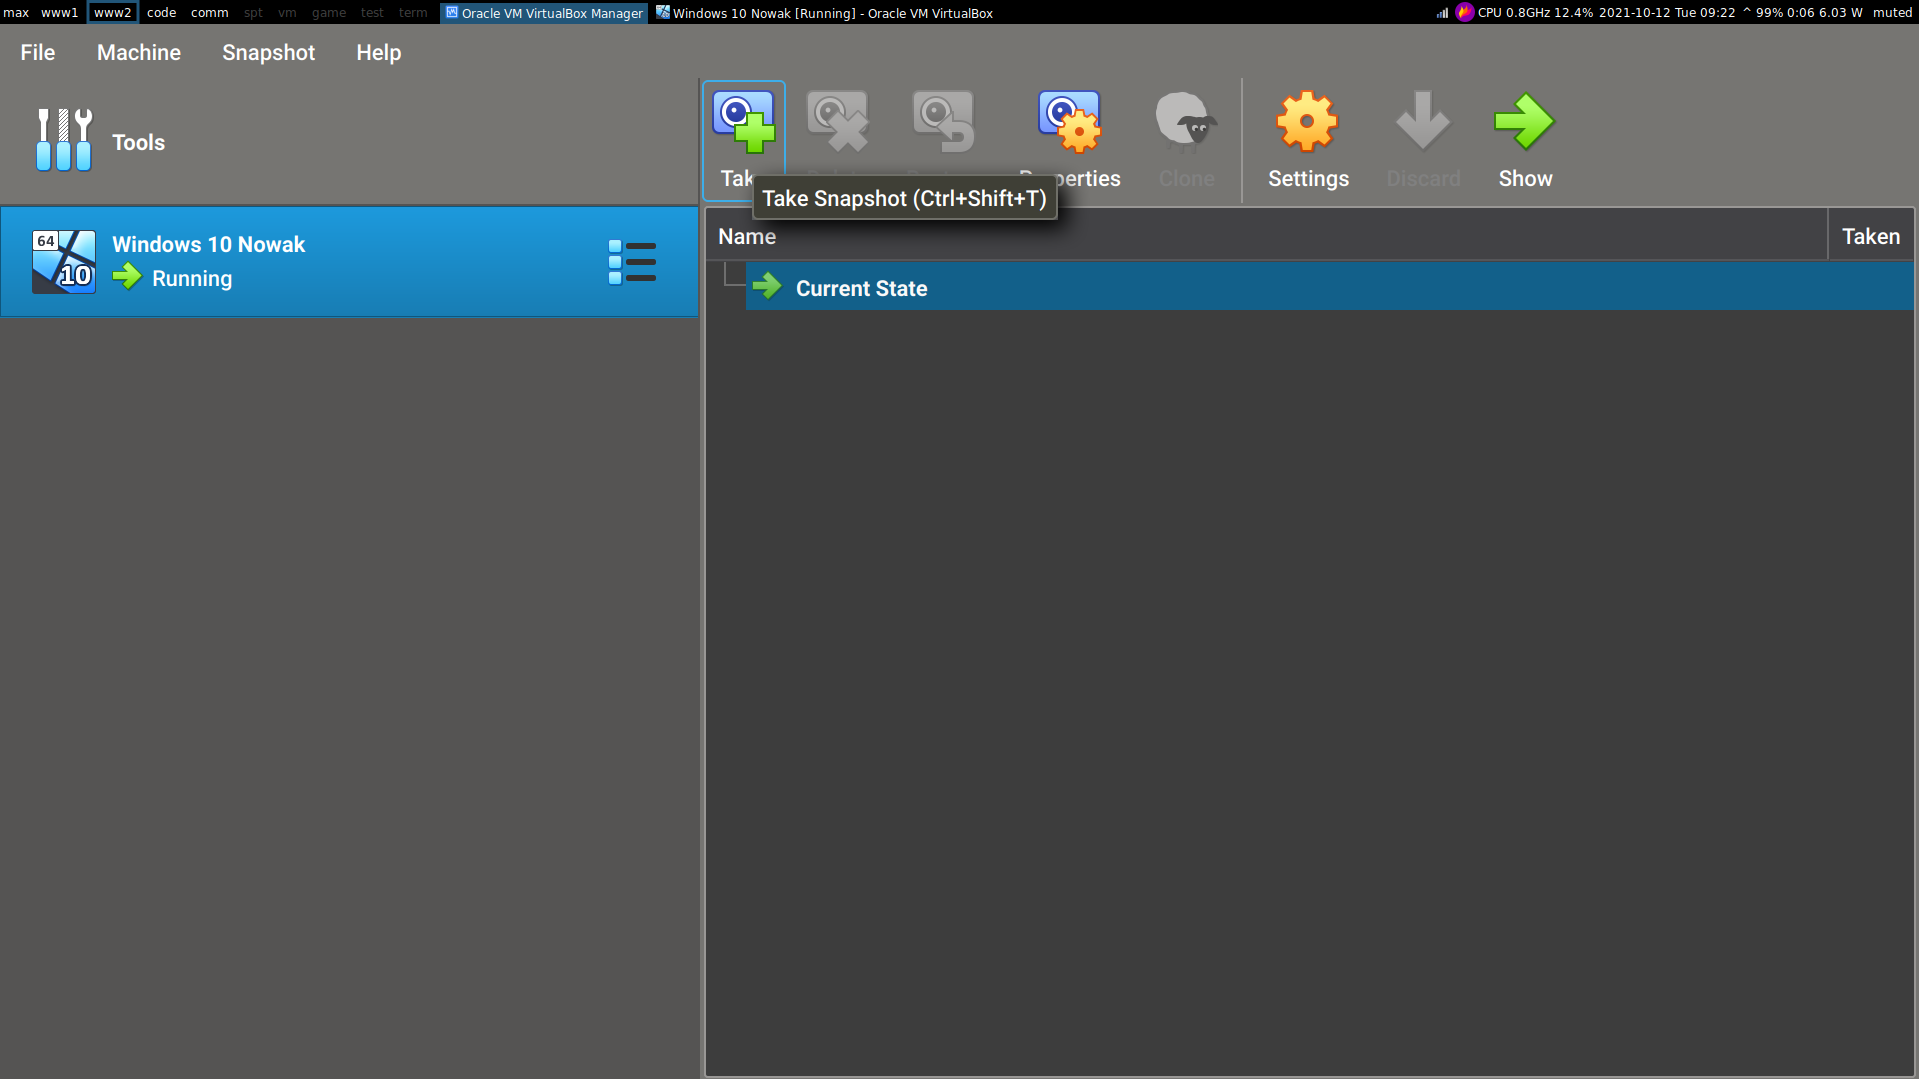 max www1 www2 code comm spt vm game test term Oracle VM VirtualBox Manager Windows 10 Nowak [Running] - Oracle VM VirtualBox CPU 0.8GHz 12.4% 2021-10-12 Tue 09:22 ^ 99% 0:06 6.03 W muted
File Machine Snapshot Help
Tools
Tak Properties Clone Settings Discard Show
Take Snapshot (Ctrl+Shift+T)
Name Taken
64
10
Windows 10 Nowak
Running
Current State